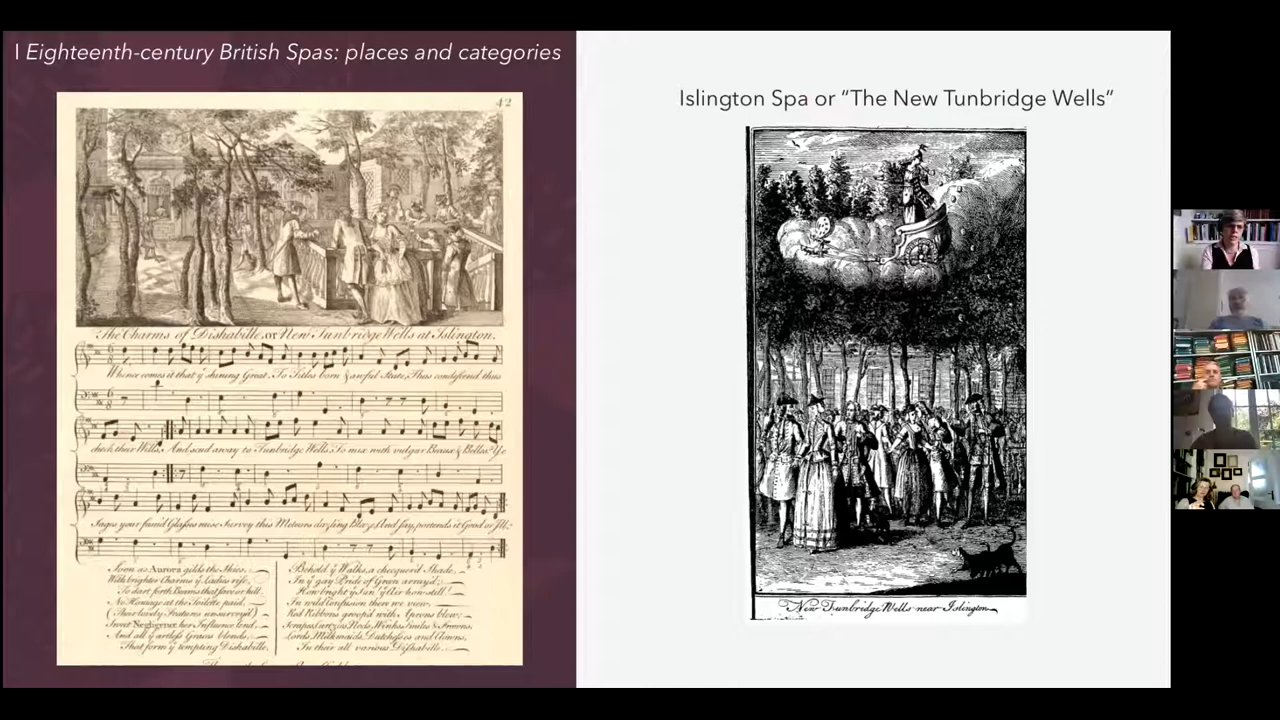 I Eighteenth-century British Spas: places and categories
42
The Charms of Dishabille, or New Tunbridge Wells at Islington.
Whence comes it that ȳ shining Great, To Titles born & awful State, Thus condescend thus
check their Wills, And scud away to Tunbridge Wells, To mix with vulgar Beaux & Belles? Ye
Sages your fam'd Glasses raise Survey this Meteors dazling Blaze And say, portends it Good or Ill.
Soon as Aurora gilds the Skies,
With brighter Charms ȳ Ladies rise,
To dart forth Beams that save or kill.
No Homage at the Toilette paid,
(Their lovely Features unsurvey'd)
Sweet Negligence her Influence lends,
And all ȳ artless Graces blends,
That form ȳ tempting Dishabille.
Behold ȳ Walks, a checquer'd Shade,
In ȳ gay Pride of Green array'd;
How bright ȳ Sun! ȳ Air how still!
In wild Confusion there we view,
Red Ribbons group'd with Aprons blew;
Scrapes, Curtzies, Nods, Winks, Smiles & Frowns,
Lords, Milkmaids, Dutchesses and Clowns,
In their all various Dishabille.
Islington Spa or “The New Tunbridge Wells“
New Tunbridge Wells near Islington